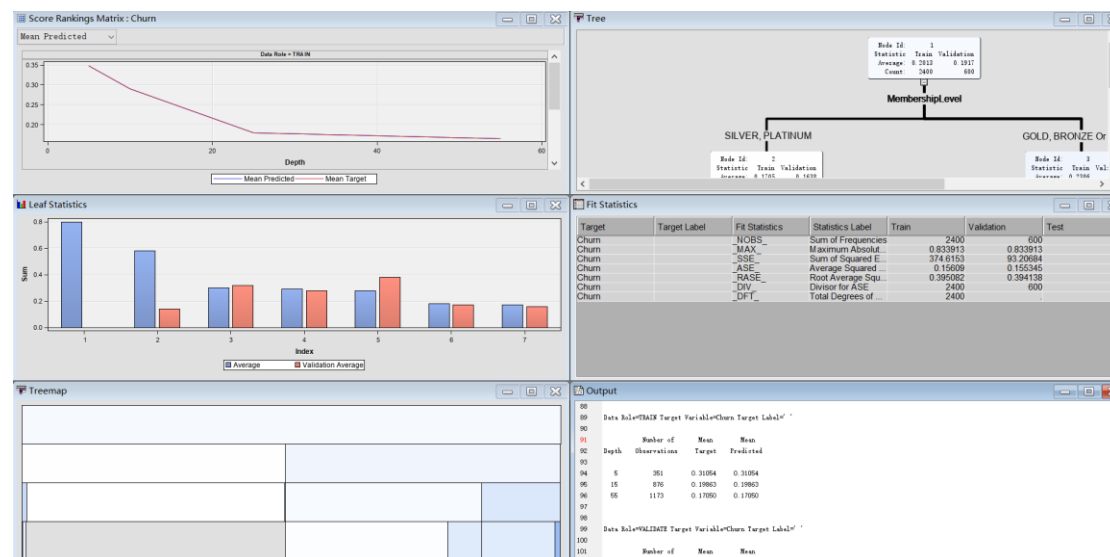 Score Rankings Matrix : Churn
Mean Predicted
Data Role = TRAIN
0.35
0.30
0.25
0.20
0 20 40 60
Depth
Mean Predicted Mean Target
Tree
Node Id: 1
Statistic Train Validation
Average: 0.2013 0.1917
Count: 2400 600
MembershipLevel
SILVER, PLATINUM GOLD, BRONZE Or
Node Id: 2
Statistic Train Validation
Average: 0.1705
Node Id: 3
Statistic Train Val:
Leaf Statistics
Sum
0.8
0.6
0.4
0.2
0.0
1 2 3 4 5 6 7
Index
Average Validation Average
Fit Statistics
Target Target Label Fit Statistics Statistics Label Train Validation Test
Churn _NOBS_ Sum of Frequencies 2400 600
Churn _MAX_ Maximum Absolut... 0.833913 0.833913
Churn _SSE_ Sum of Squared E... 374.6153 93.20684
Churn _ASE_ Average Squared ... 0.15609 0.155345
Churn _RASE_ Root Average Squ... 0.395082 0.394138
Churn _DIV_ Divisor for ASE 2400 600
Churn _DFT_ Total Degrees of ... 2400 .
Treemap
Output
88
89 Data Role=TRAIN Target Variable=Churn Target Label=' '
90
91 Number of Mean Mean
92 Depth Observations Target Predicted
93
94 5 351 0.31054 0.31054
95 15 876 0.19863 0.19863
96 55 1173 0.17050 0.17050
97
98
99 Data Role=VALIDATE Target Variable=Churn Target Label=' '
100
101 Number of Mean Mean